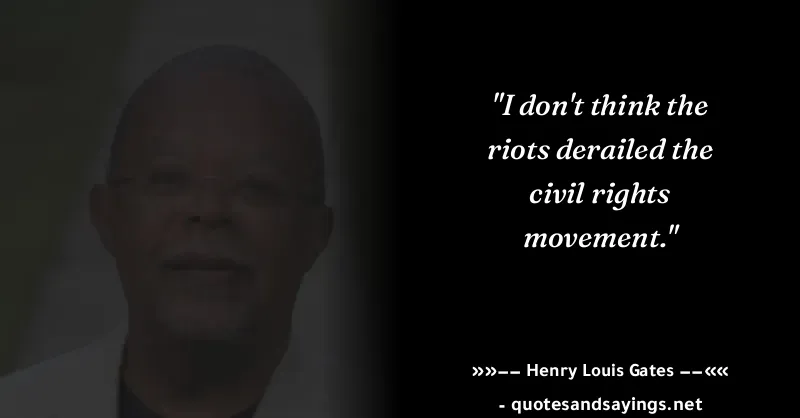 "I don't think the
riots derailed the
civil rights
movement."
»»−− Henry Louis Gates −−««
- quotesandsayings.net